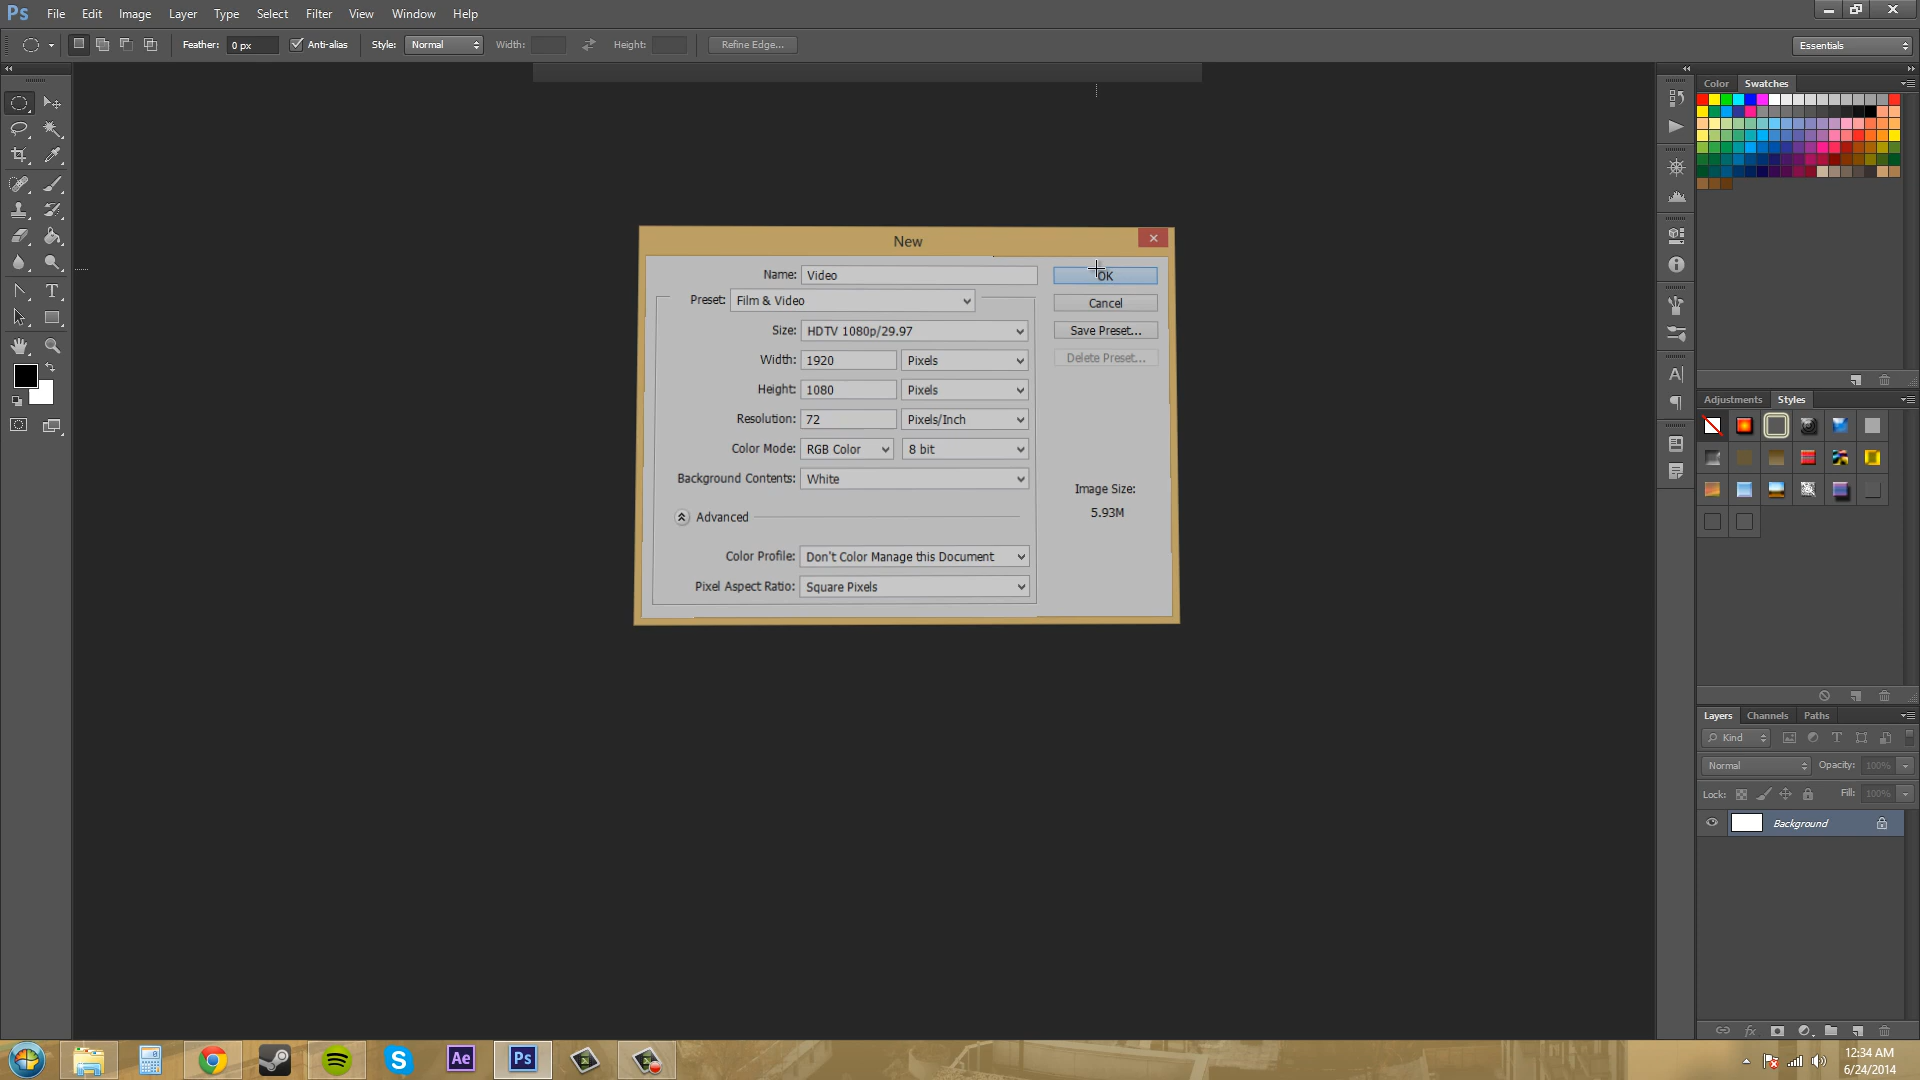 Ps File Edit Image Layer Type Select Filter View Window Help
Feather: 0 px Anti-alias Style: Normal Width: Height: Refine Edge... Essentials
Color Swatches
New
Name: Video OK
Preset: Film & Video Cancel
Size: HDTV 1080p/29.97 Save Preset...
Width: 1920 Pixels Delete Preset...
Height: 1080 Pixels
Resolution: 72 Pixels/Inch
Color Mode: RGB Color 8 bit
Background Contents: White
Image Size:
5.93M
Advanced
Color Profile: Don't Color Manage this Document
Pixel Aspect Ratio: Square Pixels
Adjustments Styles
Layers Channels Paths
Kind
Normal Opacity: 100%
Lock: Fill: 100%
Background
fx
Ae Ps
12:34 AM
6/24/2014